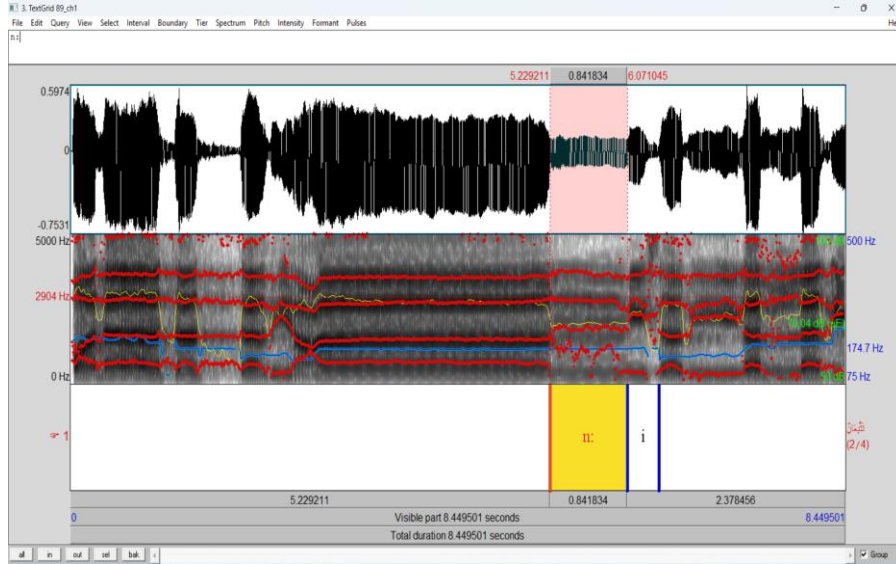 3. TextGrid 89_ch1
File Edit Query View Select Interval Boundary Tier Spectrum Pitch Intensity Formant Pulses He
nː
5.229211 0.841834 6.071045
0.5974
0
-0.7531
5000 Hz 500 Hz
2904 Hz
174.7 Hz
0 Hz 75 Hz
1 nː i
(2/4)
5.229211 0.841834 2.378456
0 Visible part 8.449501 seconds 8.449501
Total duration 8.449501 seconds
all in out sel bak Group